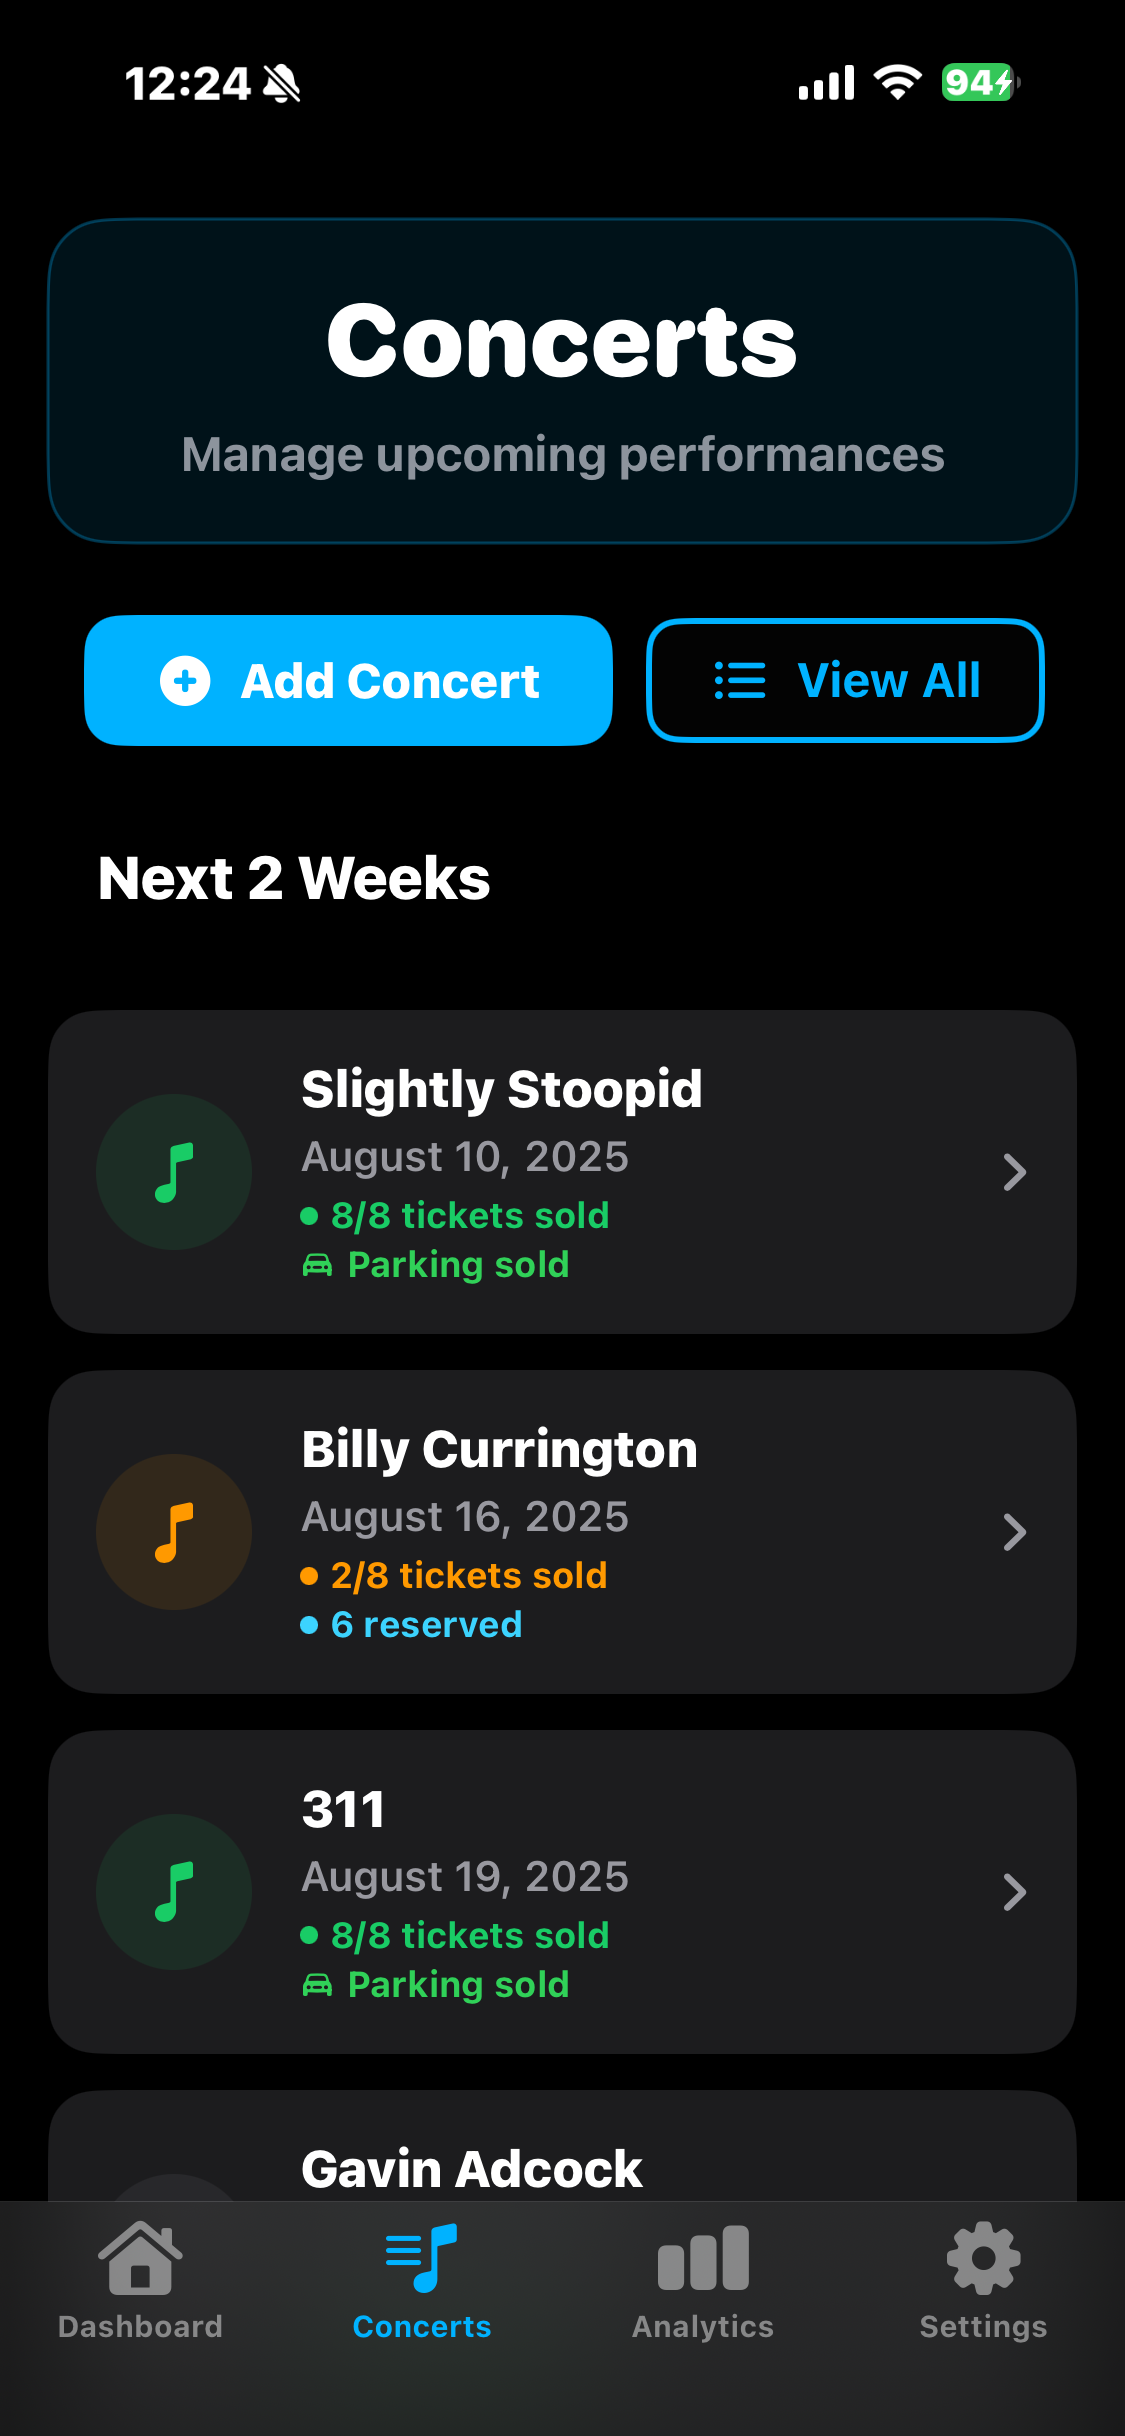 12:24
94
Concerts
Manage upcoming performances
Add Concert
View All
Next 2 Weeks
Slightly Stoopid
August 10, 2025
8/8 tickets sold
Parking sold
Billy Currington
August 16, 2025
2/8 tickets sold
6 reserved
311
August 19, 2025
8/8 tickets sold
Parking sold
Gavin Adcock
Dashboard
Concerts
Analytics
Settings